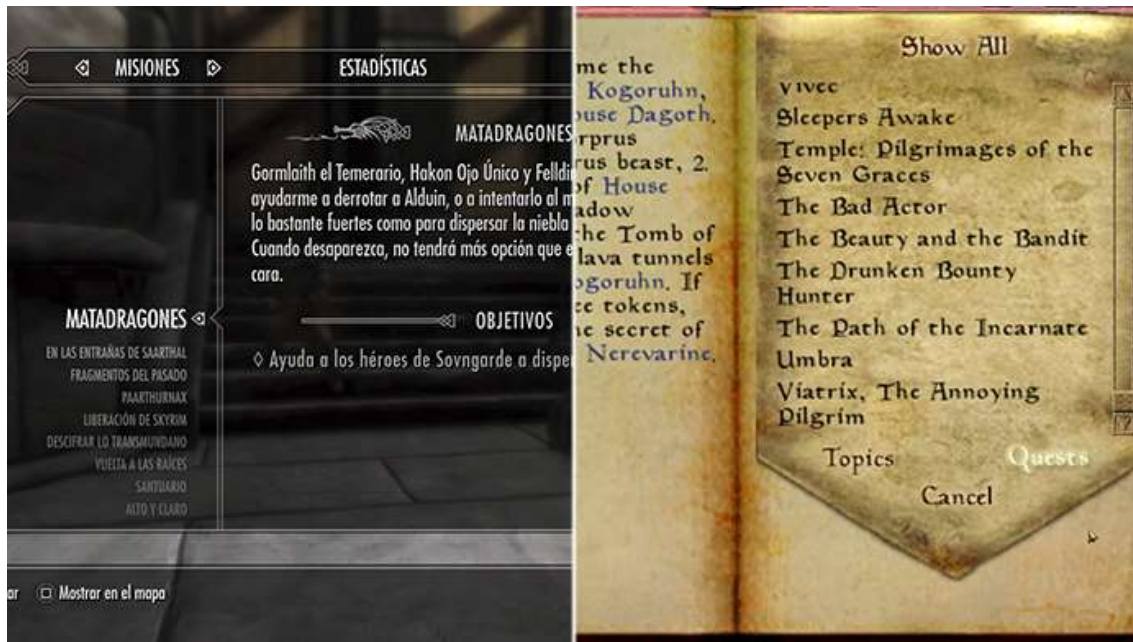 MISIONES
ESTADÍSTICAS
MATADRAGONES
Gormlaith el Temerario, Hakon Ojo Único y Felldi
ayudarme a derrotar a Alduin, o a intentarlo al m
lo bastante fuertes como para dispersar la niebla
Cuando desaparezca, no tendrá más opción que e
cara.
OBJETIVOS
◊ Ayuda a los héroes de Sovngarde a disper
MATADRAGONES
EN LAS ENTRAÑAS DE SAARTHAL
FRAGMENTOS DEL PASADO
PAARTHURNAX
LIBERACIÓN DE SKYRIM
DESCIFRAR LO TRANSMUNDANO
VUELTA A LAS RAÍCES
SANTUARIO
ALTO Y CLARO
ar
Mostrar en el mapa
me the
Kogoruhn,
ouse Dagoth.
rprus
rus beast, 2.
of House
adow
the Tomb of
lava tunnels
ogoruhn. If
ee tokens,
he secret of
Nerevarine.
Show All
Vivec
Sleepers Awake
Temple: Pilgrimages of the
Seven Graces
The Bad Actor
The Beauty and the Bandit
The Drunken Bounty
Hunter
The Path of the Incarnate
Umbra
Viatrix, The Annoying
Pilgrim
Topics
Quests
Cancel